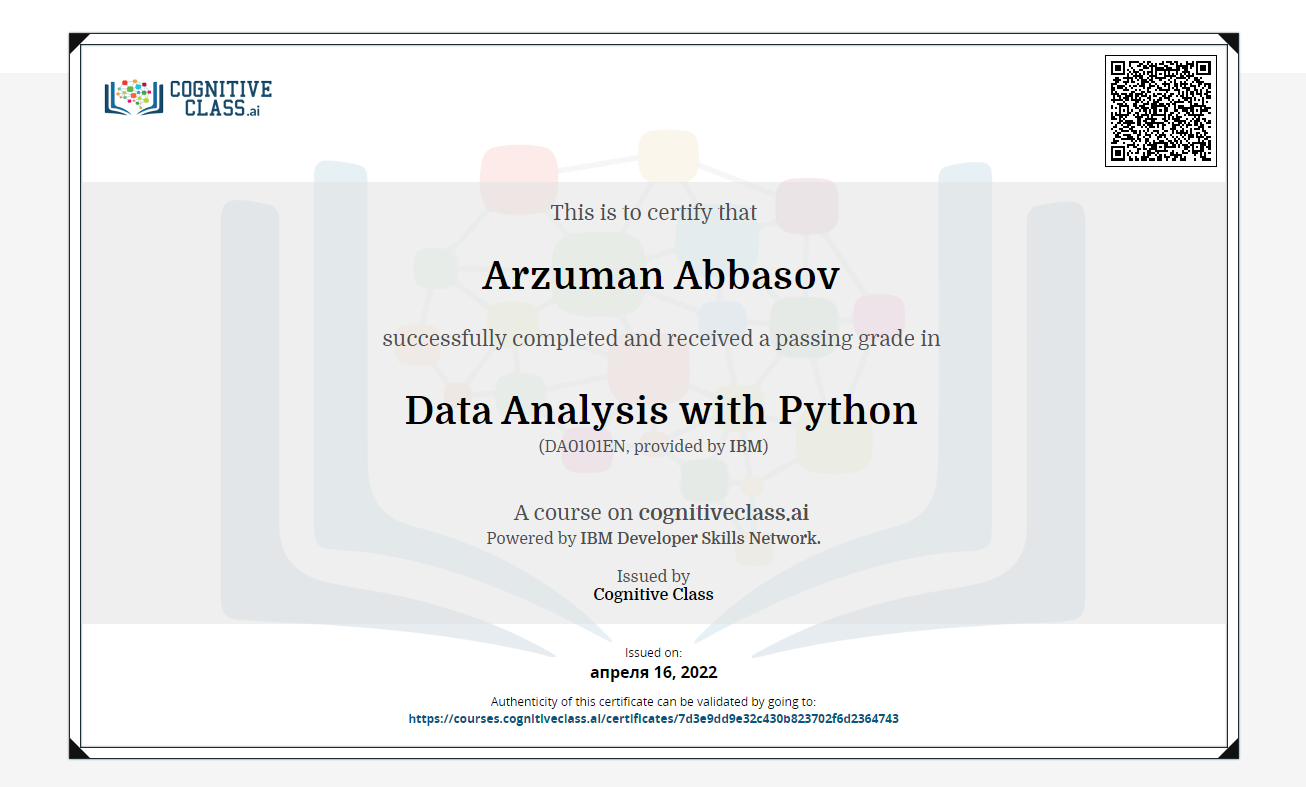 COGNITIVE
CLASS.ai
This is to certify that
Arzuman Abbasov
successfully completed and received a passing grade in
Data Analysis with Python
(DA0101EN, provided by IBM)
A course on cognitiveclass.ai
Powered by IBM Developer Skills Network.
Issued by
Cognitive Class
Issued on:
апреля 16, 2022
Authenticity of this certificate can be validated by going to:
https://courses.cognitiveclass.ai/certificates/7d3e9dd9e32c430b823702f6d2364743